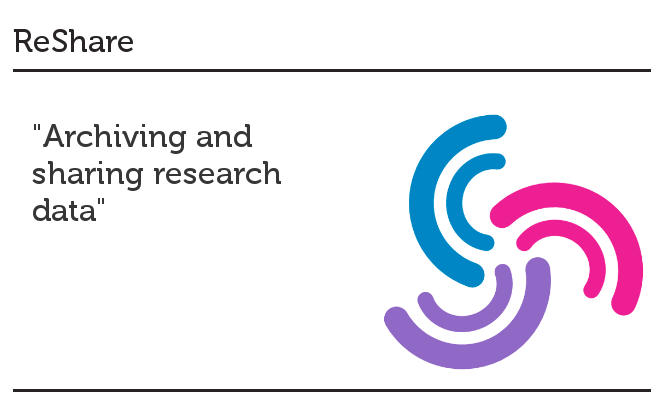 ReShare
"Archiving and
sharing research
data"